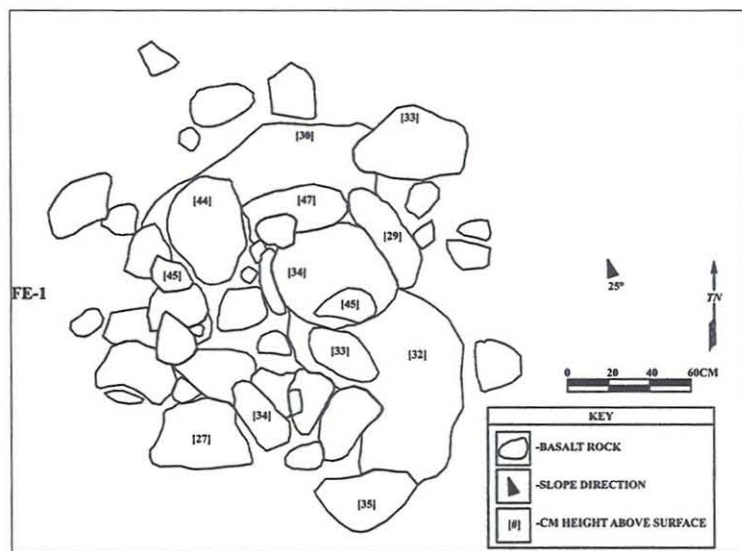 [33]
[30]
[44]
[47]
[29]
[45]
[34]
FE-1
[45]
25°
TN
[33]
[32]
0 20 40 60CM
[34]
[27]
[35]
KEY
-BASALT ROCK
-SLOPE DIRECTION
[#] -CM HEIGHT ABOVE SURFACE